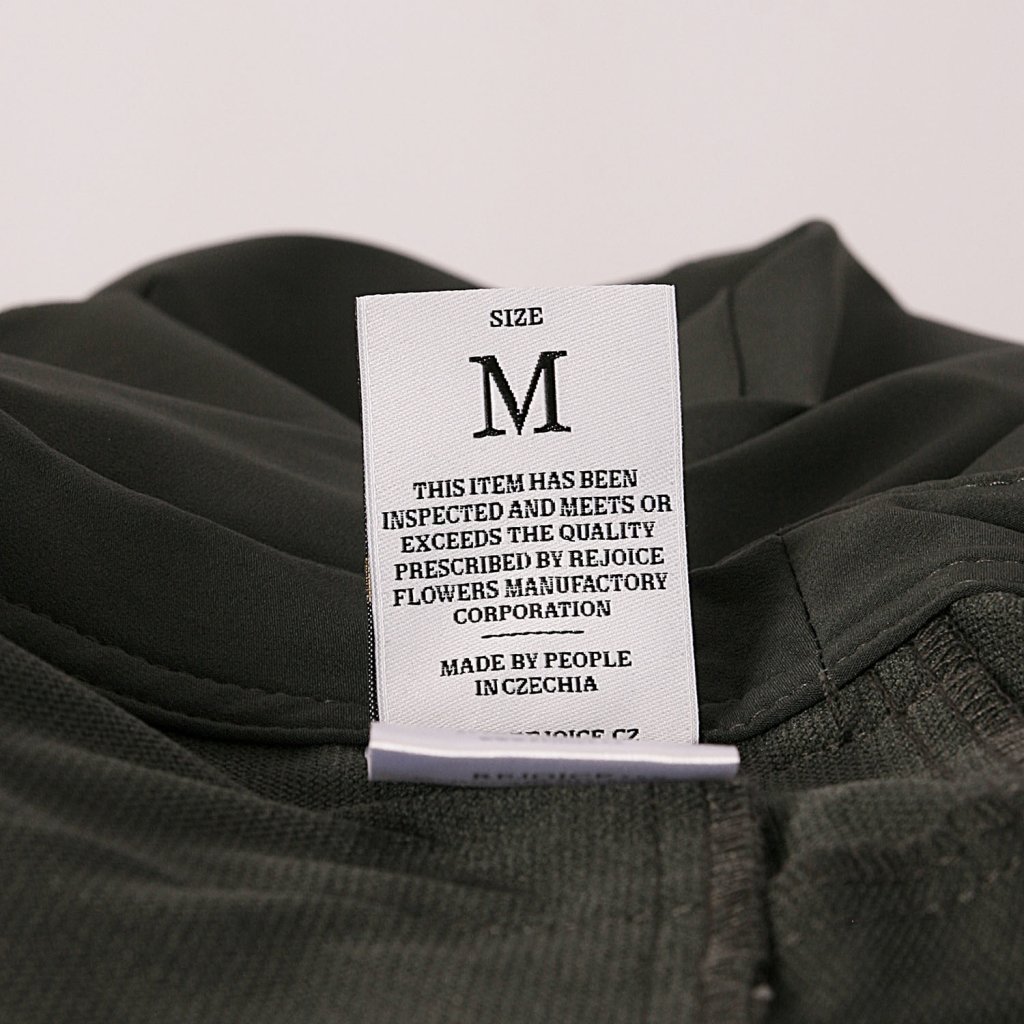 SIZE
M
THIS ITEM HAS BEEN
INSPECTED AND MEETS OR
EXCEEDS THE QUALITY
PRESCRIBED BY REJOICE
FLOWERS MANUFACTORY
CORPORATION
MADE BY PEOPLE
IN CZECHIA
REJOICE